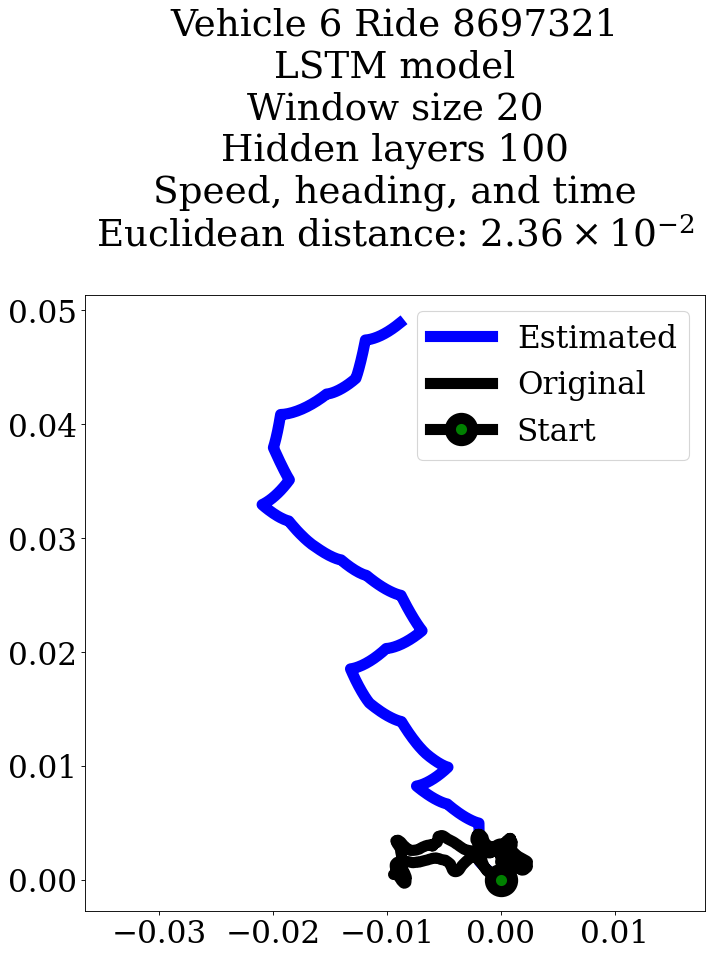 Vehicle 6 Ride 8697321
LSTM model
Window size 20
Hidden layers 100
Speed, heading, and time
Euclidean distance: 2.36 × 10⁻²
0.05
0.04
0.03
0.02
0.01
0.00
Estimated
Original
Start
−0.03 −0.02 −0.01 0.00 0.01